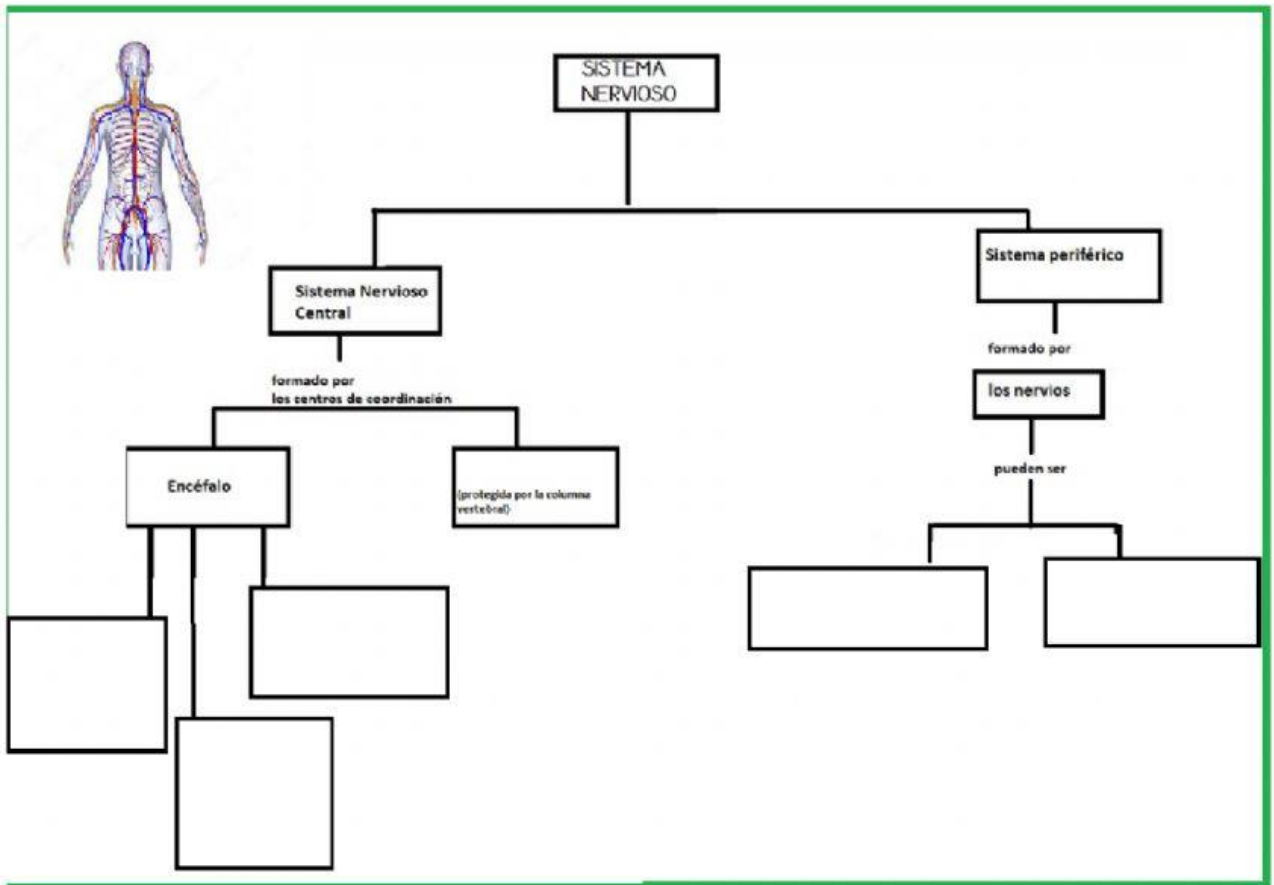 SISTEMA
NERVIOSO
Sistema periférico
Sistema Nervioso
Central
formado por
los nervios
formado por
los centros de coordinación
pueden ser
Encéfalo
(protegida por la columna
vertebral)